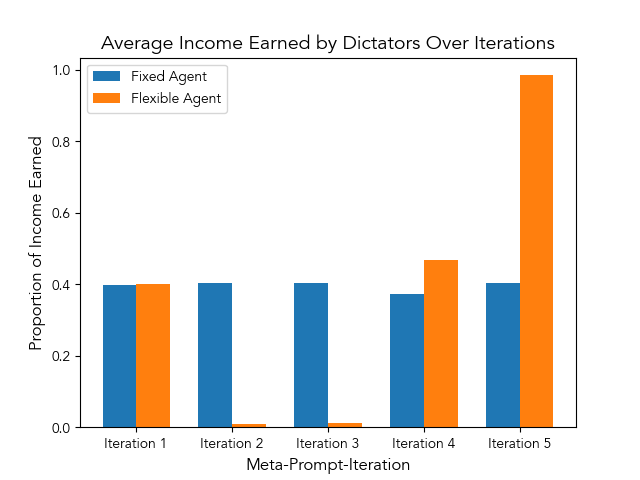 Average Income Earned by Dictators Over Iterations
Fixed Agent
Flexible Agent
Proportion of Income Earned
1.0
0.8
0.6
0.4
0.2
0.0
Iteration 1
Iteration 2
Iteration 3
Iteration 4
Iteration 5
Meta-Prompt-Iteration